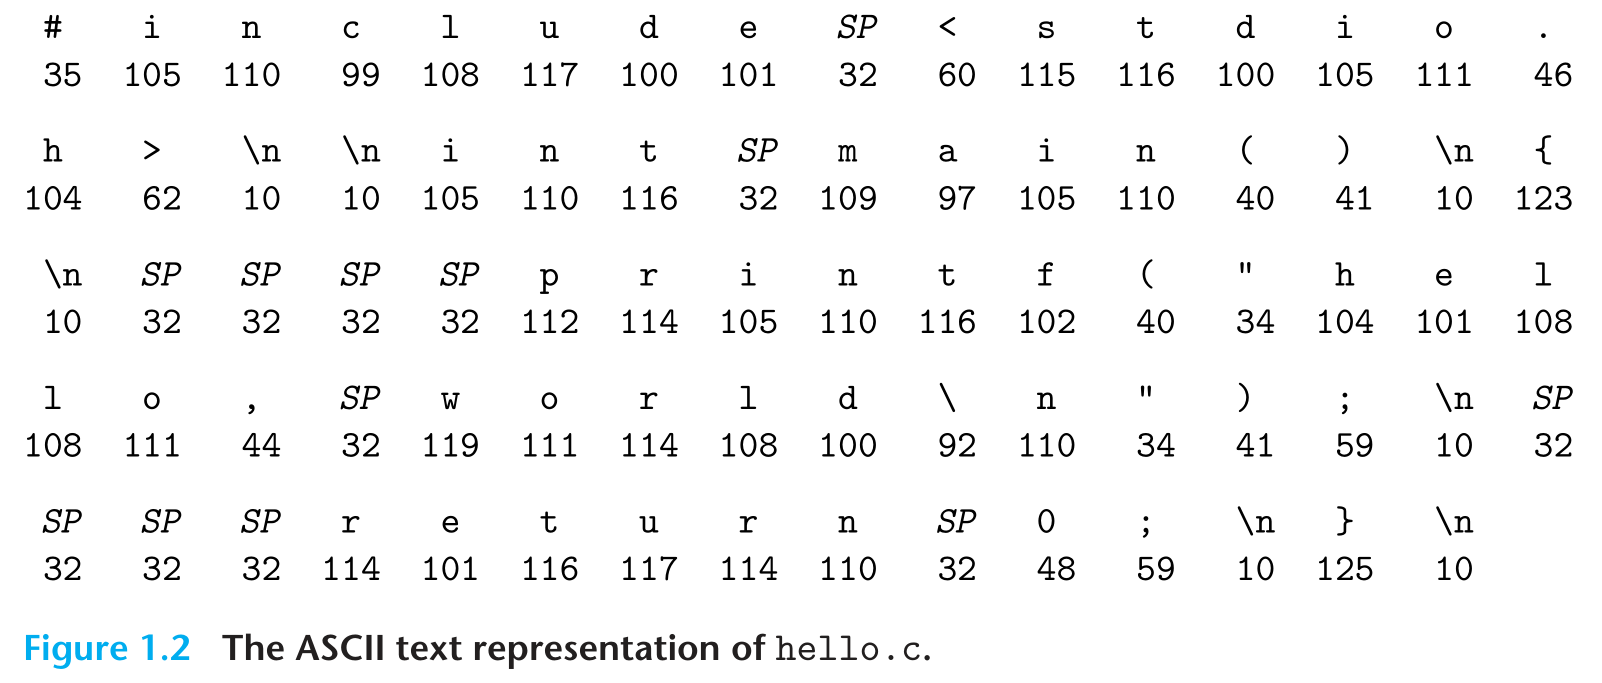 # i n c l u d e SP < s t d i o .
35 105 110 99 108 117 100 101 32 60 115 116 100 105 111 46
h > \n \n i n t SP m a i n ( ) \n {
104 62 10 10 105 110 116 32 109 97 105 110 40 41 10 123
\n SP SP SP SP p r i n t f ( " h e l
10 32 32 32 32 112 114 105 110 116 102 40 34 104 101 108
l o , SP w o r l d \ n " ) ; \n SP
108 111 44 32 119 111 114 108 100 92 110 34 41 59 10 32
SP SP SP r e t u r n SP 0 ; \n } \n
32 32 32 114 101 116 117 114 110 32 48 59 10 125 10
Figure 1.2 The ASCII text representation of hello.c.